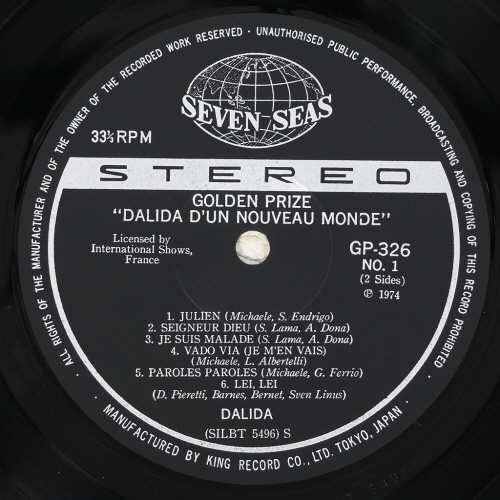 ALL RIGHTS OF THE MANUFACTURER AND OF THE OWNER OF THE RECORDED WORK RESERVED · UNAUTHORISED PUBLIC PERFORMANCE, BROADCASTING AND COPYING OF THIS RECORD PROHIBITED
SEVEN SEAS
33⅓ RPM
STEREO
GOLDEN PRIZE
"DALIDA D'UN NOUVEAU MONDE"
Licensed by
International Shows,
France
GP-326
NO. 1
(2 Sides)
℗ 1974
1. JULIEN (Michaele, S. Endrigo)
2. SEIGNEUR DIEU (S. Lama, A. Dona)
3. JE SUIS MALADE (S. Lama, A. Dona)
4. VADO VIA (JE M'EN VAIS)
(Michaele, L. Albertelli)
5. PAROLES PAROLES (Michaele, G. Ferrio)
6. LEI, LEI
(D. Pieretti, Barnes, Bernet, Sven Linus)
DALIDA
(SILBT 5496) S
· MANUFACTURED BY KING RECORD CO., LTD. TOKYO, JAPAN ·